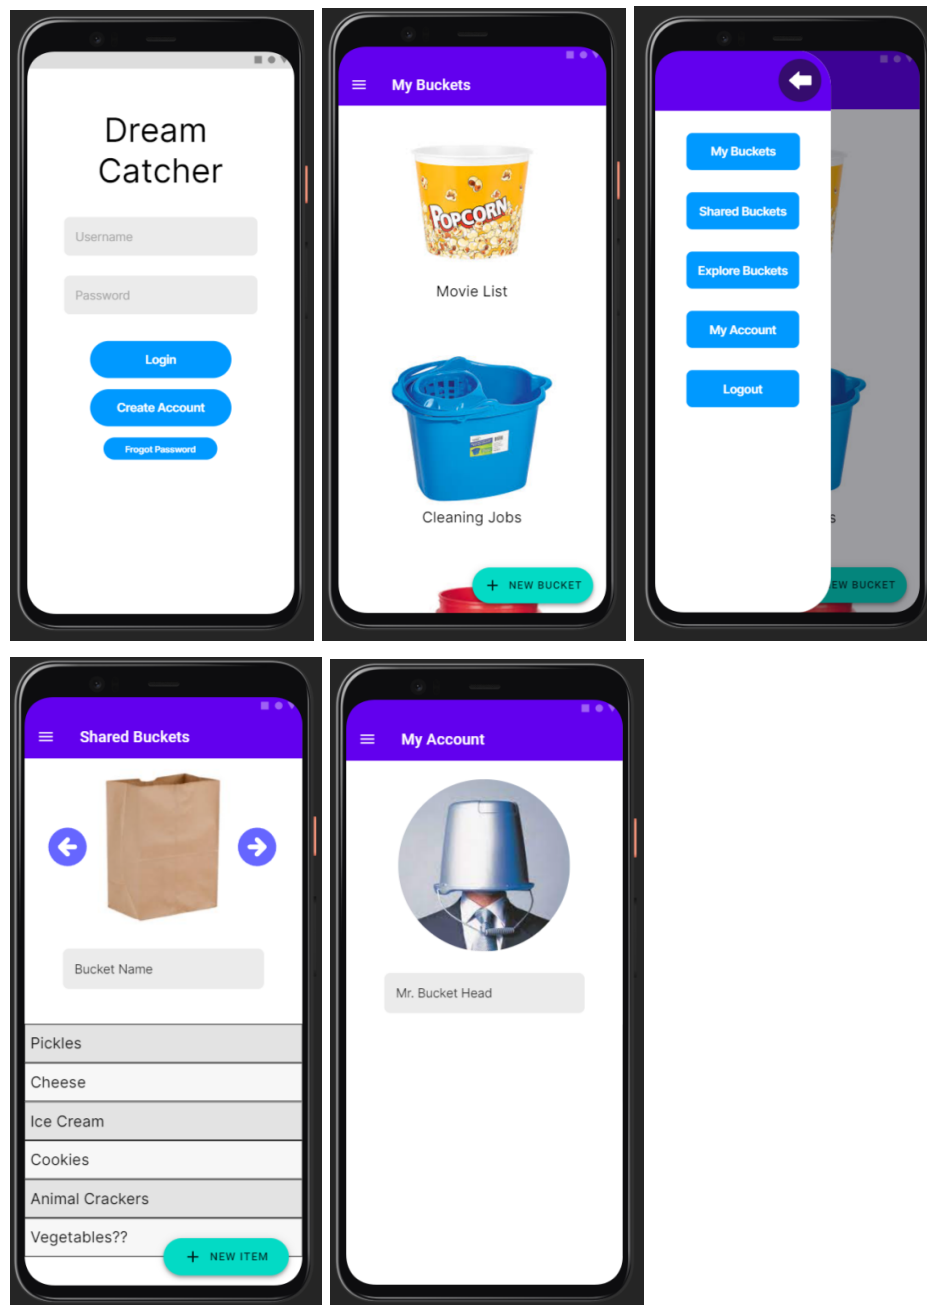 Dream
Catcher
Username
Password
Login
Create Account
Frogot Password
My Buckets
POPCORN
Movie List
Cleaning Jobs
+ NEW BUCKET
My Buckets
Shared Buckets
Explore Buckets
My Account
Logout
s
EW BUCKET
Shared Buckets
Bucket Name
Pickles
Cheese
Ice Cream
Cookies
Animal Crackers
Vegetables??
+ NEW ITEM
My Account
Mr. Bucket Head